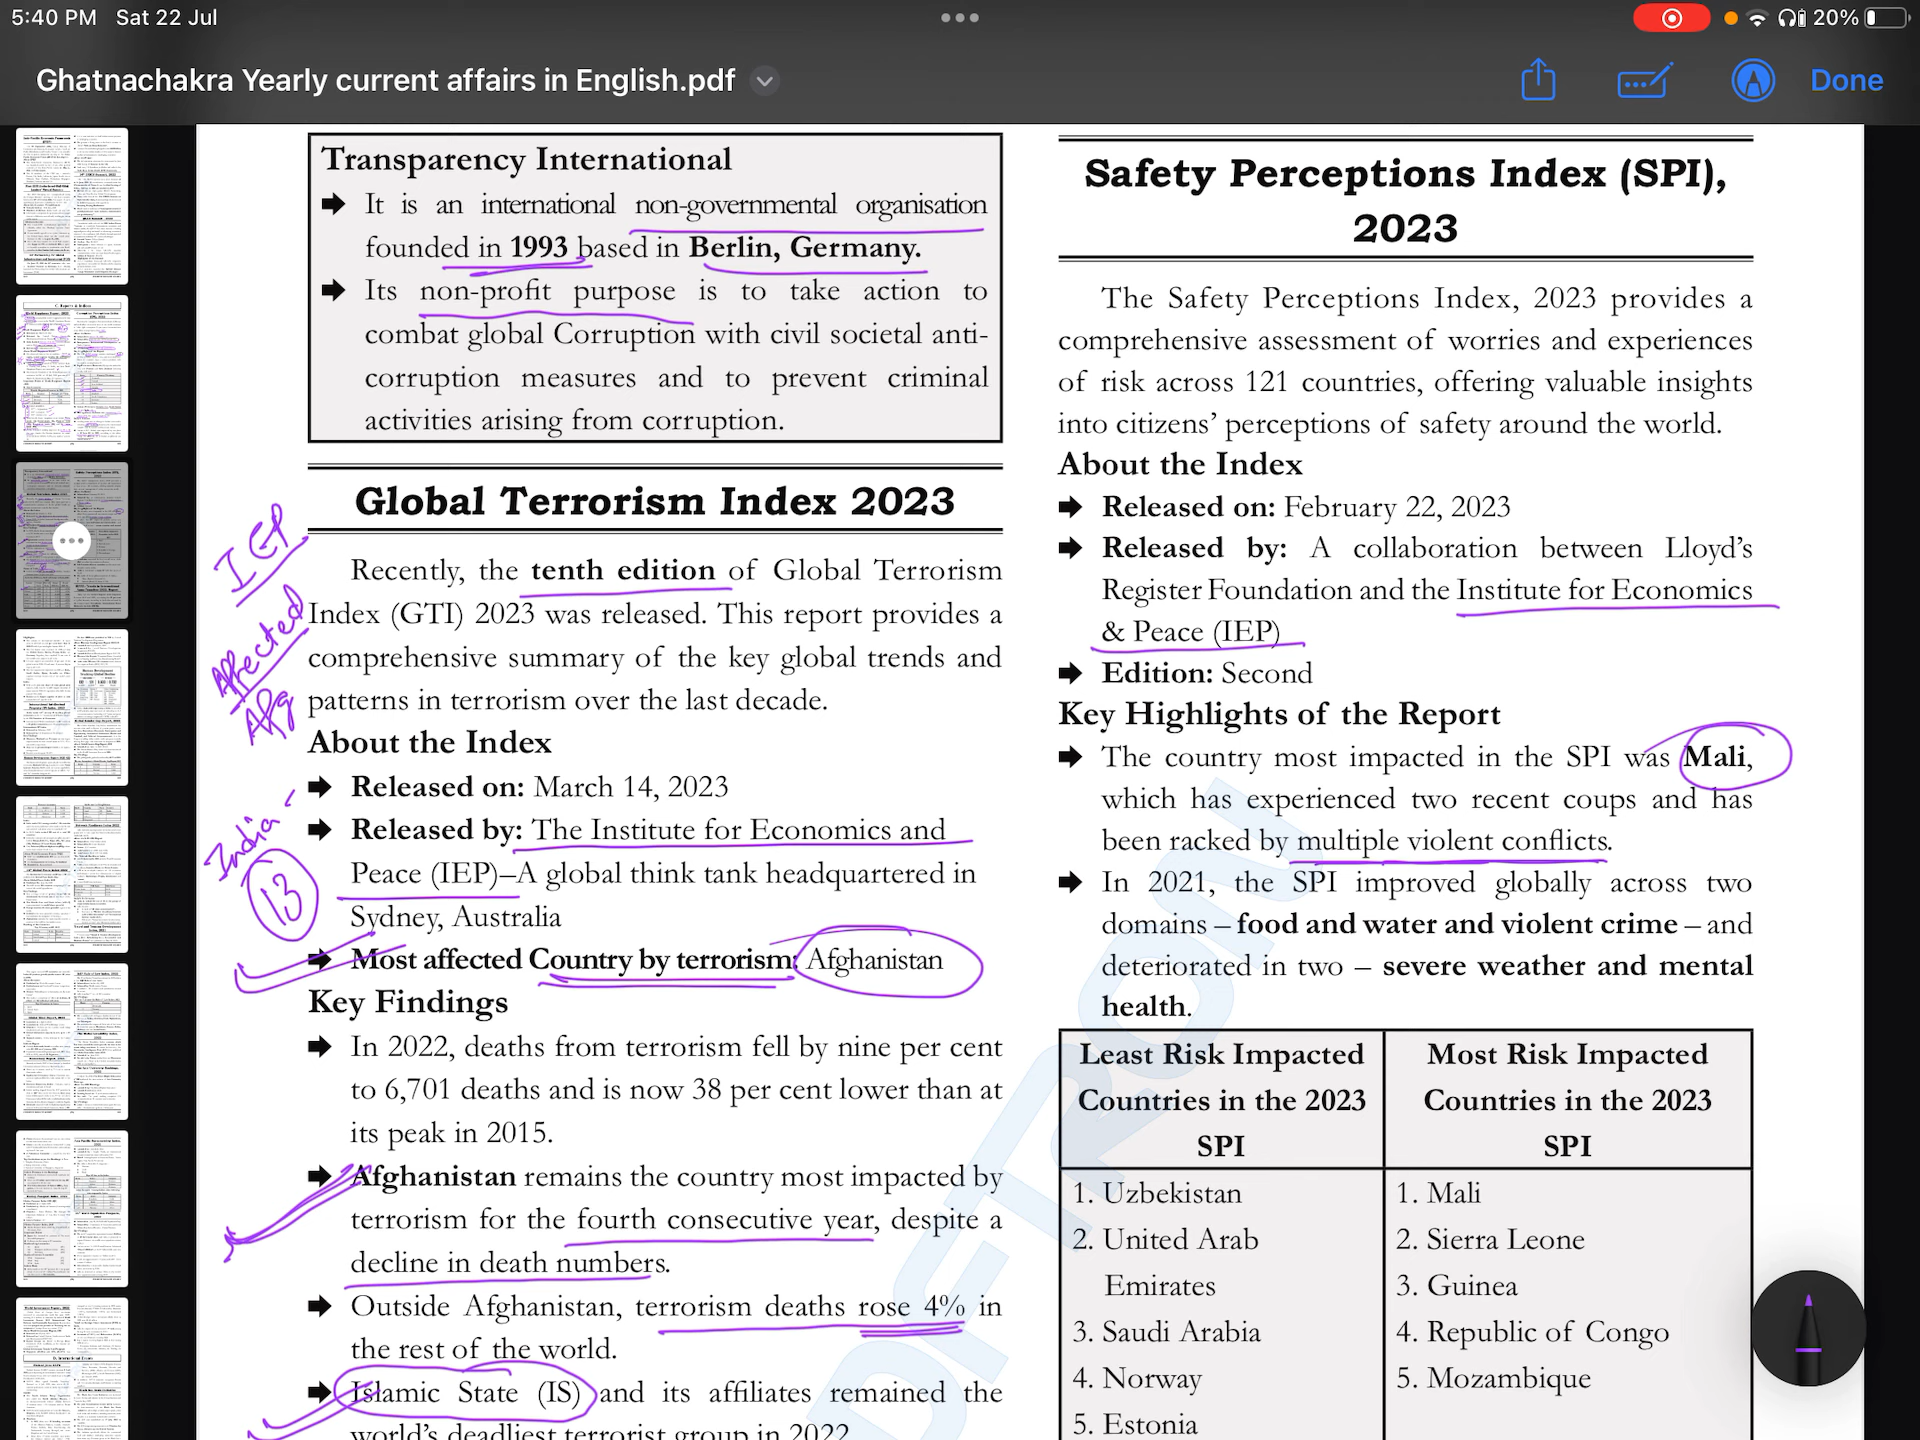 5:40 PM Sat 22 Jul
20%
Ghatnachakra Yearly current affairs in English.pdf
Done
Transparency International
It is an international non-governmental organisation
founded in 1993 based in Berlin, Germany.
Its non-profit purpose is to take action to
combat global Corruption with civil societal anti-
corruption measures and to prevent criminal
activities arising from corruption.
Global Terrorism Index 2023
IEP
Affected
Afg
India
13
Recently, the tenth edition of Global Terrorism
Index (GTI) 2023 was released. This report provides a
comprehensive summary of the key global trends and
patterns in terrorism over the last decade.
About the Index
Released on: March 14, 2023
Released by: The Institute for Economics and
Peace (IEP)–A global think tank headquartered in
Sydney, Australia
Most affected Country by terrorism: Afghanistan
Key Findings
In 2022, deaths from terrorism fell by nine per cent
to 6,701 deaths and is now 38 per cent lower than at
its peak in 2015.
Afghanistan remains the country most impacted by
terrorism for the fourth consecutive year, despite a
decline in death numbers.
Outside Afghanistan, terrorism deaths rose 4% in
the rest of the world.
Islamic State (IS) and its affiliates remained the
world's deadliest terrorist group in 2022
Safety Perceptions Index (SPI),
2023
The Safety Perceptions Index, 2023 provides a
comprehensive assessment of worries and experiences
of risk across 121 countries, offering valuable insights
into citizens' perceptions of safety around the world.
About the Index
Released on: February 22, 2023
Released by: A collaboration between Lloyd's
Register Foundation and the Institute for Economics
& Peace (IEP)
Edition: Second
Key Highlights of the Report
The country most impacted in the SPI was Mali,
which has experienced two recent coups and has
been racked by multiple violent conflicts.
In 2021, the SPI improved globally across two
domains – food and water and violent crime – and
deteriorated in two – severe weather and mental
health.
Least Risk Impacted
Countries in the 2023
SPI
Most Risk Impacted
Countries in the 2023
SPI
1. Uzbekistan
2. United Arab
Emirates
3. Saudi Arabia
4. Norway
5. Estonia
1. Mali
2. Sierra Leone
3. Guinea
4. Republic of Congo
5. Mozambique